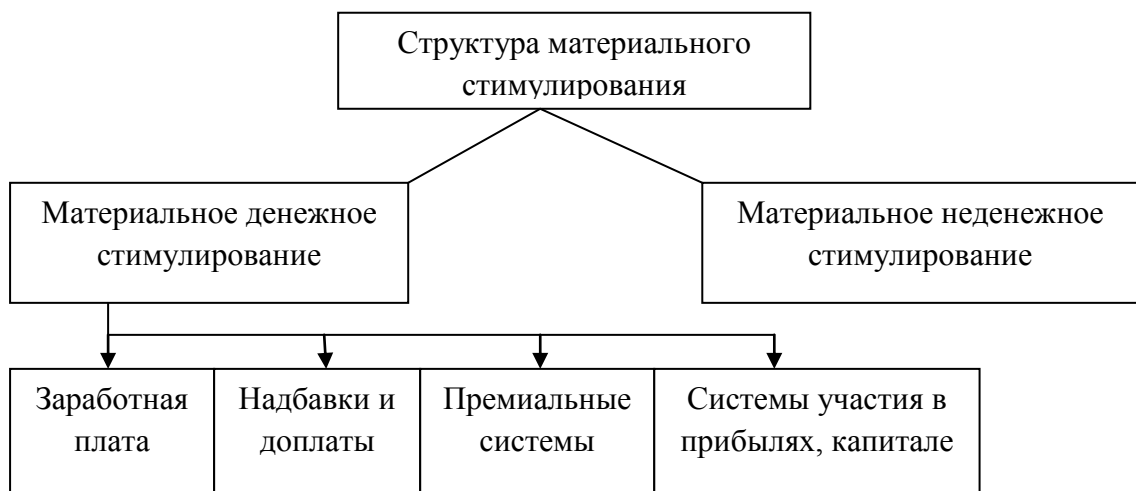 Структура материального
стимулирования
Материальное денежное
стимулирование
Материальное неденежное
стимулирование
Заработная
плата
Надбавки и
доплаты
Премиальные
системы
Системы участия в
прибылях, капитале